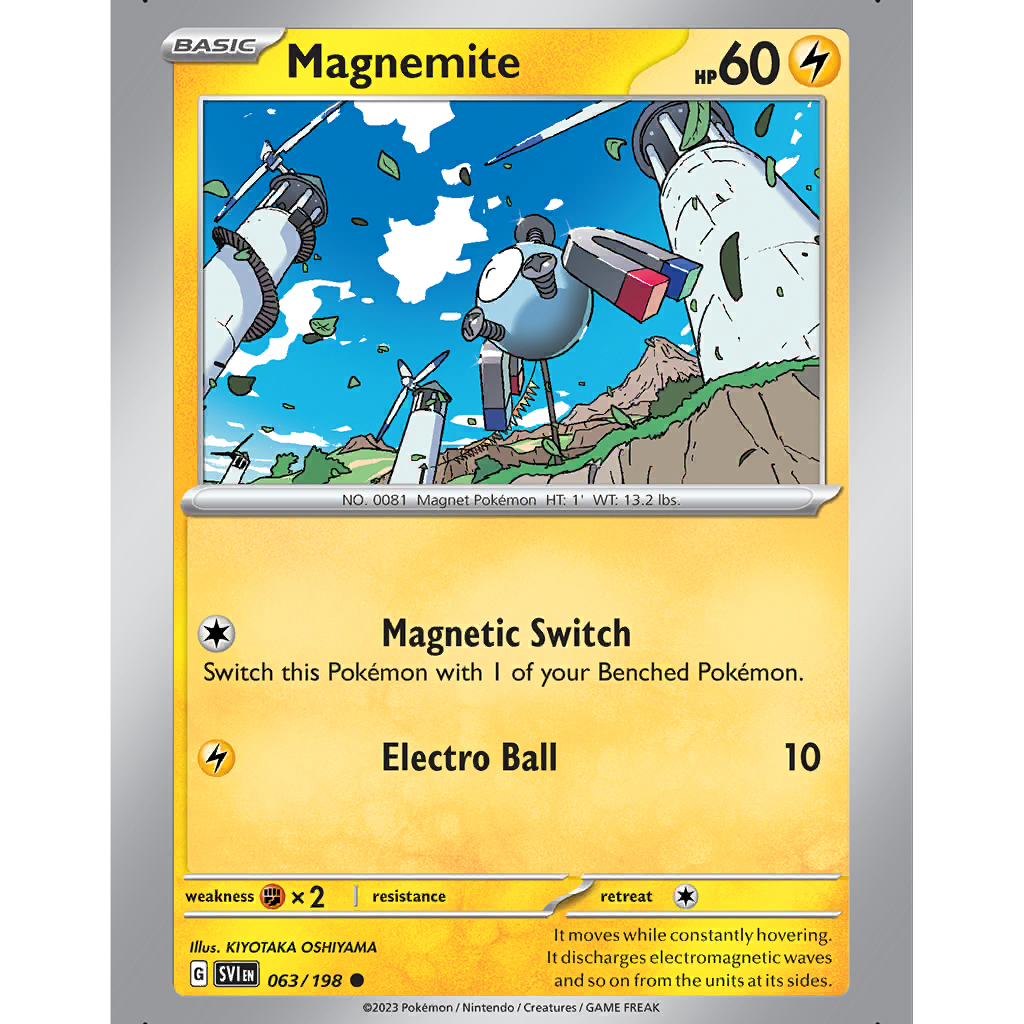 BASIC
Magnemite
HP 60
NO. 0081 Magnet Pokémon HT: 1' WT: 13.2 lbs.
Magnetic Switch
Switch this Pokémon with 1 of your Benched Pokémon.
Electro Ball 10
weakness ×2 resistance retreat
Illus. KIYOTAKA OSHIYAMA
It moves while constantly hovering.
It discharges electromagnetic waves
and so on from the units at its sides.
G SVI EN 063/198
©2023 Pokémon / Nintendo / Creatures / GAME FREAK